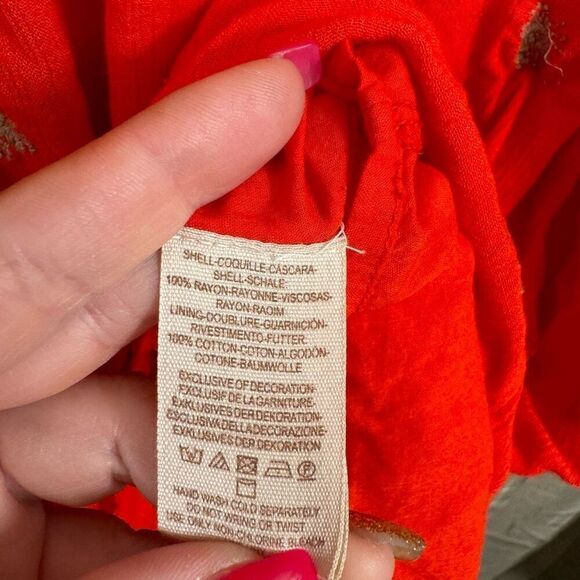 SHELL-COQUILLE-CASCARA-
SHELL-SCHALE
100% RAYON-RAYONNE-VISCOSAS-
RAYON-RAOIM
LINING-DOUBLURE-GUARNICIÓN-
RIVESTIMENTO-FUTTER
100% COTTON-COTON-ALGODÓN-
COTONE-BAUMWOLLE
EXCLUSIVE OF DECORATION
EXCLUSIF DE LA GARNITURE
EXKLUSIVES DER DEKORATION
EXCLUSIVA DELLA DECORAZIONE
EXKLUSIVES DER DEKORATION
HAND WASH COLD SEPARATELY
DO NOT WRING OR TWIST
USE ONLY NON-CHLORINE BLEACH